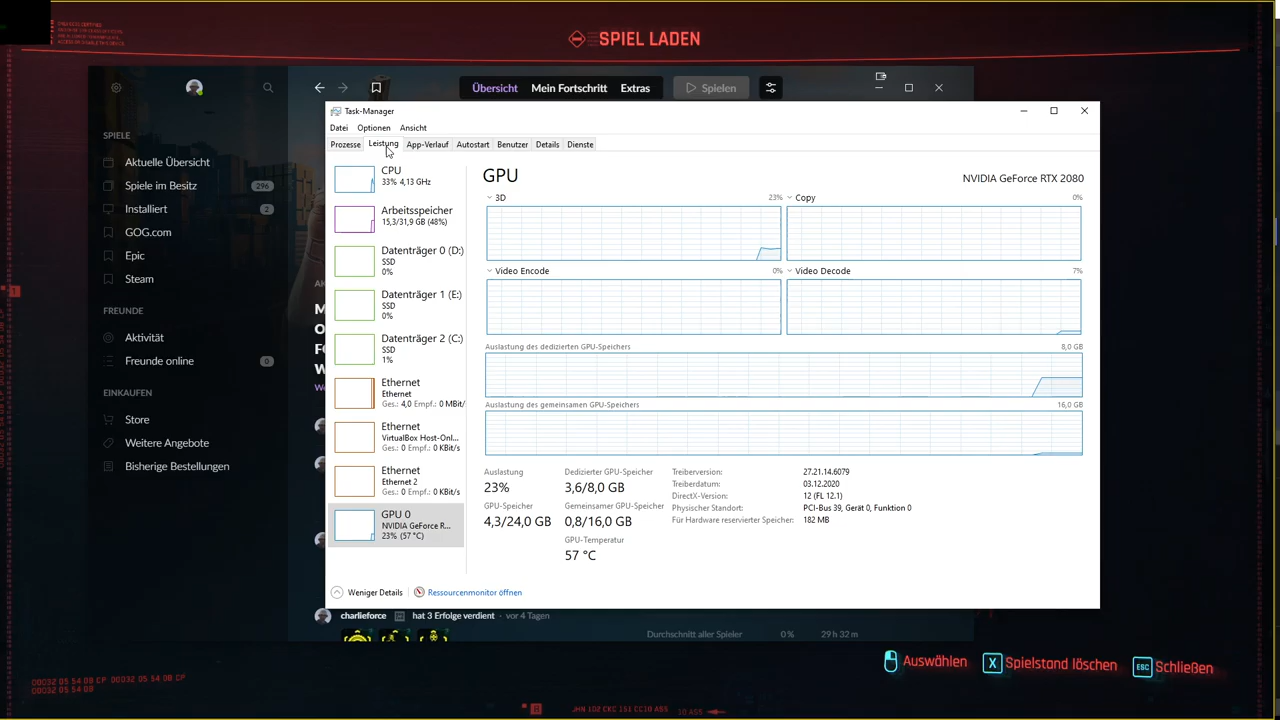 SPIEL LADEN
Übersicht
Mein Fortschritt
Extras
Spielen
SPIELE
Aktuelle Übersicht
Spiele im Besitz
296
Installiert
2
GOG.com
Epic
Steam
FREUNDE
Aktivität
Freunde online
0
EINKAUFEN
Store
Weitere Angebote
Bisherige Bestellungen
Task-Manager
Datei Optionen Ansicht
Prozesse Leistung App-Verlauf Autostart Benutzer Details Dienste
CPU
33% 4,13 GHz
Arbeitsspeicher
15,3/31,9 GB (48%)
Datenträger 0 (D:)
SSD
0%
Datenträger 1 (E:)
SSD
0%
Datenträger 2 (C:)
SSD
1%
Ethernet
Ethernet
Ges.: 4,0 Empf.: 0 MBit/
Ethernet
VirtualBox Host-Onl...
Ges.: 0 Empf.: 0 KBit/s
Ethernet
Ethernet 2
Ges.: 0 Empf.: 0 KBit/s
GPU 0
NVIDIA GeForce R...
23% (57 °C)
GPU
NVIDIA GeForce RTX 2080
3D 23%
Copy 0%
Video Encode 0%
Video Decode 7%
Auslastung des dedizierten GPU-Speichers 8,0 GB
Auslastung des gemeinsamen GPU-Speichers 16,0 GB
Auslastung
23%
GPU-Speicher
4,3/24,0 GB
Dedizierter GPU-Speicher
3,6/8,0 GB
Gemeinsamer GPU-Speicher
0,8/16,0 GB
GPU-Temperatur
57 °C
Treiberversion: 27.21.14.6079
Treiberdatum: 03.12.2020
DirectX-Version: 12 (FL 12.1)
Physischer Standort: PCI-Bus 39, Gerät 0, Funktion 0
Für Hardware reservierter Speicher: 182 MB
Weniger Details
Ressourcenmonitor öffnen
charlieforce hat 3 Erfolge verdient • vor 4 Tagen
Durchschnitt aller Spieler 0 % 29 h 32 m
Auswählen
X Spielstand löschen
ESC Schließen